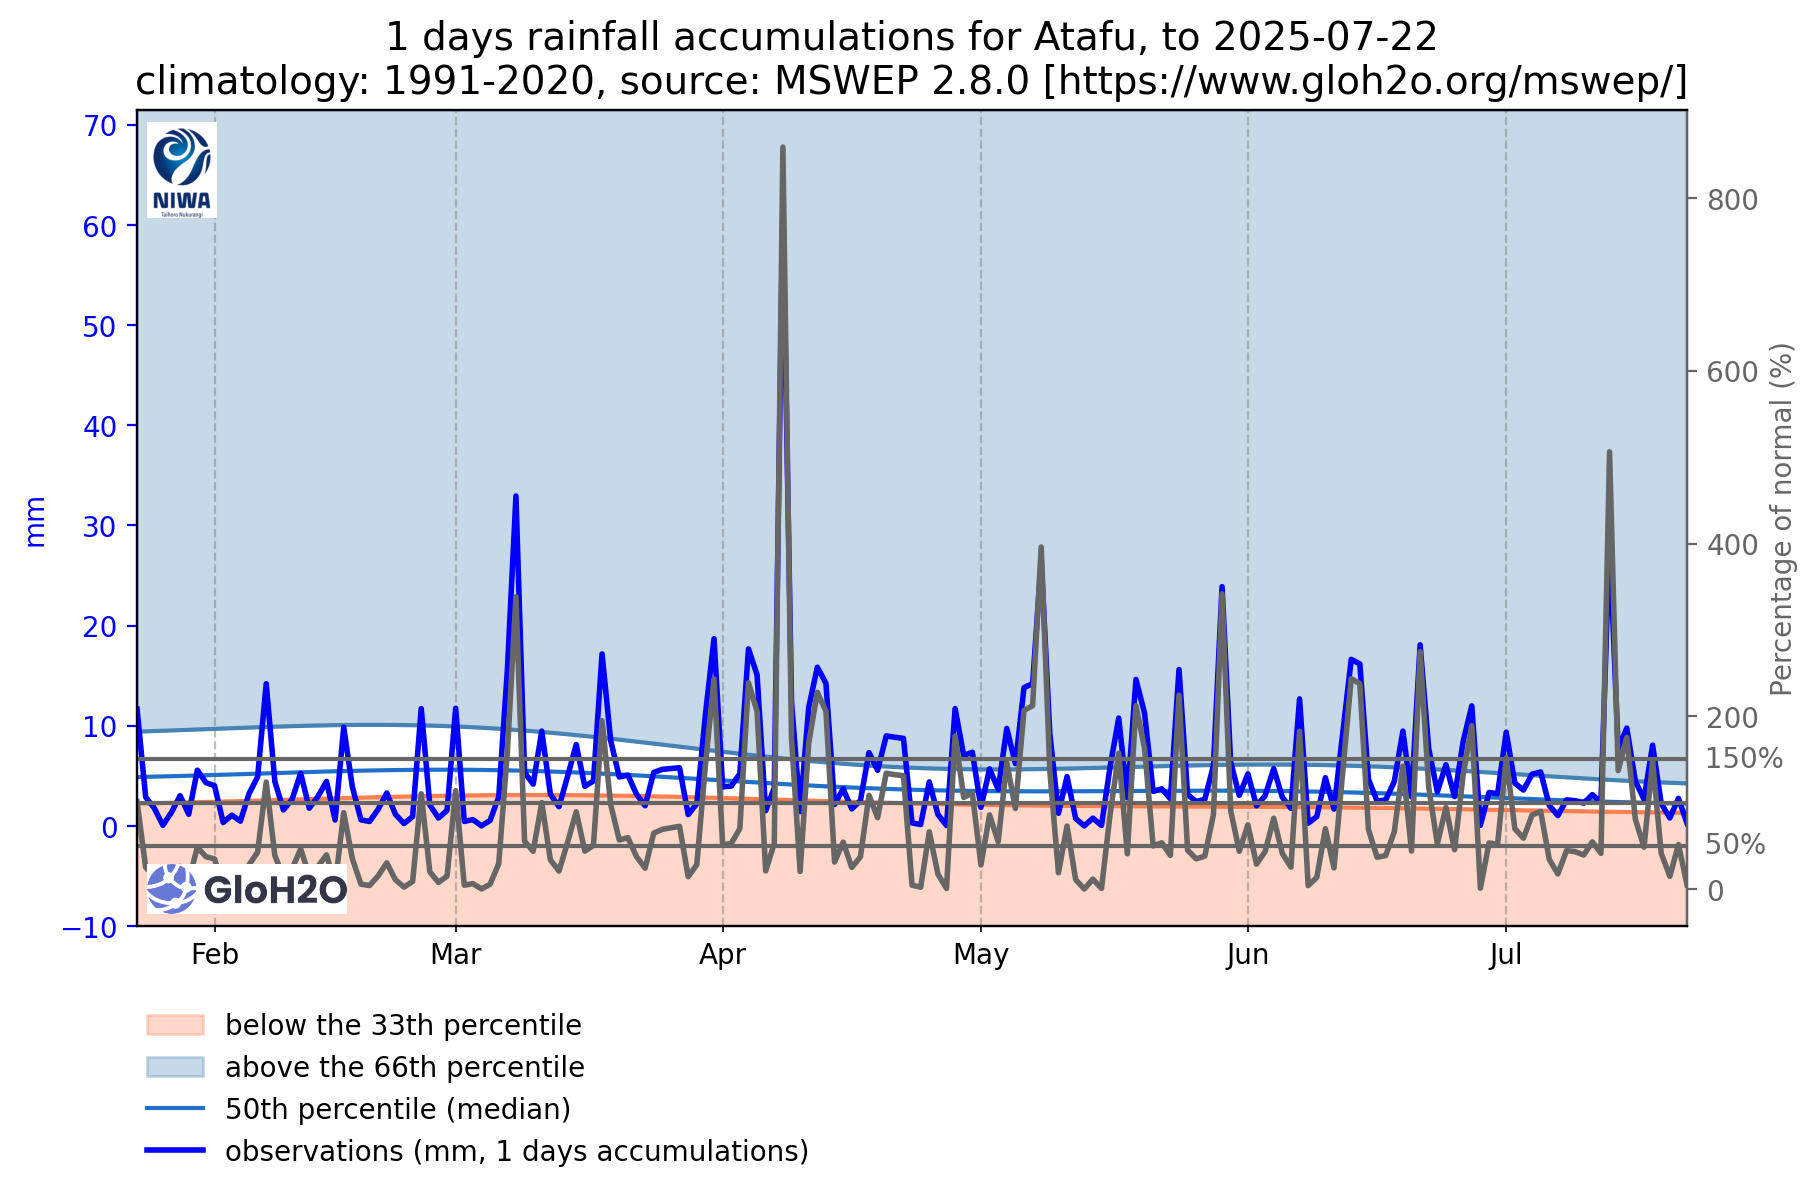 1 days rainfall accumulations for Atafu, to 2025-07-22
climatology: 1991-2020, source: MSWEP 2.8.0 [https://www.gloh2o.org/mswep/]
70
60
50
40
30
20
10
0
−10
mm
NIWA
Taihoro Nukurangi
GloH2O
800
600
400
200
150%
50%
0
Percentage of normal (%)
Feb
Mar
Apr
May
Jun
Jul
below the 33th percentile
above the 66th percentile
50th percentile (median)
observations (mm, 1 days accumulations)